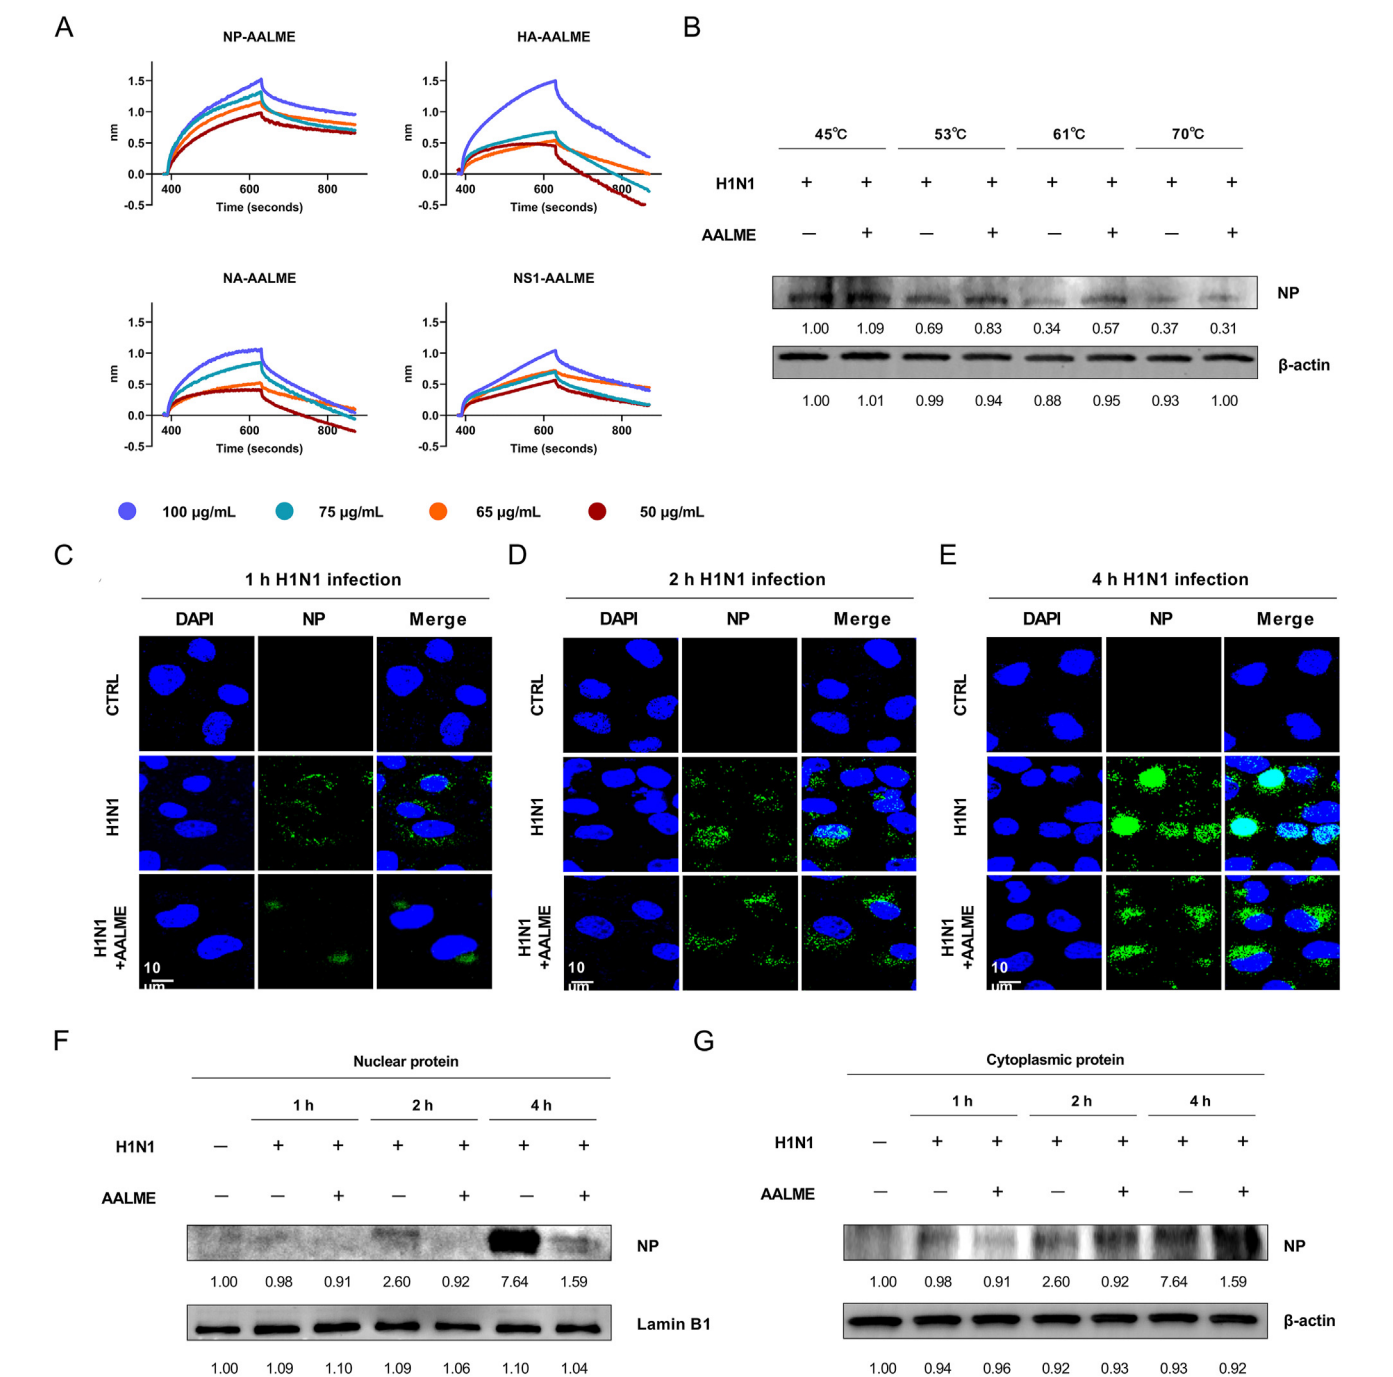 A
NP-AALME
HA-AALME
1.5
1.0
0.5
0.0
-0.5
nm
400
600
800
Time (seconds)
1.5
1.0
0.5
0.0
-0.5
nm
400
600
800
Time (seconds)
NA-AALME
NS1-AALME
1.5
1.0
0.5
0.0
-0.5
nm
400
600
800
Time (seconds)
1.5
1.0
0.5
0.0
-0.5
nm
400
600
800
Time (seconds)
100 μg/mL
75 μg/mL
65 μg/mL
50 μg/mL
B
45℃ 53℃ 61℃ 70℃
H1N1 + + + + + + + +
AALME — + — + — + — +
NP
1.00 1.09 0.69 0.83 0.34 0.57 0.37 0.31
β-actin
1.00 1.01 0.99 0.94 0.88 0.95 0.93 1.00
C
1 h H1N1 infection
DAPI NP Merge
CTRL
H1N1
H1N1
+AALME
10
μm
D
2 h H1N1 infection
DAPI NP Merge
CTRL
H1N1
H1N1
+AALME
10
μm
E
4 h H1N1 infection
DAPI NP Merge
CTRL
H1N1
H1N1
+AALME
10
μm
F
Nuclear protein
1 h 2 h 4 h
H1N1 — + + + + + +
AALME — — + — + — +
NP
1.00 0.98 0.91 2.60 0.92 7.64 1.59
Lamin B1
1.00 1.09 1.10 1.09 1.06 1.10 1.04
G
Cytoplasmic protein
1 h 2 h 4 h
H1N1 — + + + + + +
AALME — — + — + — +
NP
1.00 0.98 0.91 2.60 0.92 7.64 1.59
β-actin
1.00 0.94 0.96 0.92 0.93 0.93 0.92